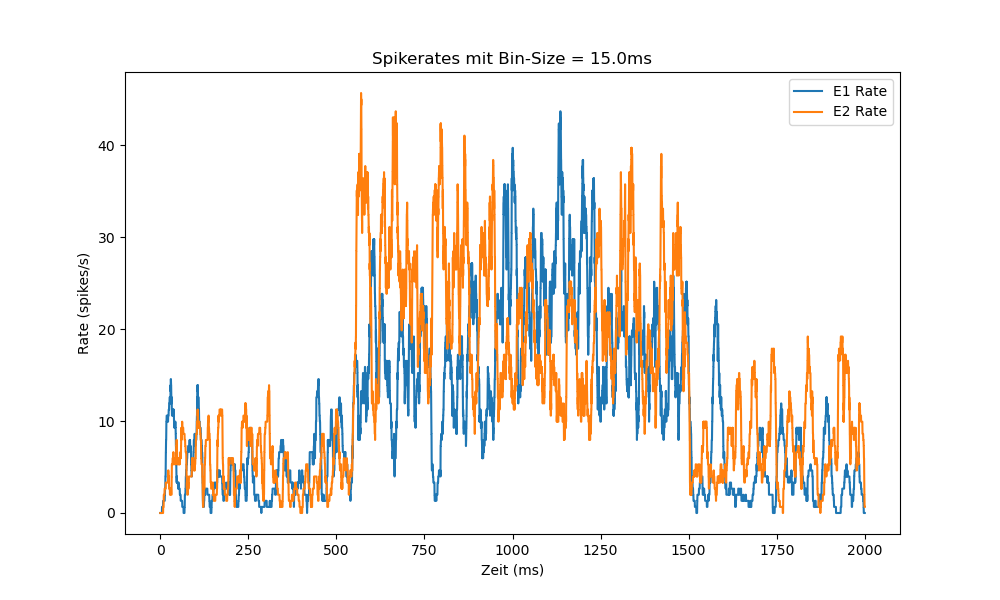 Spikerates mit Bin-Size = 15.0ms
E1 Rate
E2 Rate
40
30
20
10
0
Rate (spikes/s)
0 250 500 750 1000 1250 1500 1750 2000
Zeit (ms)